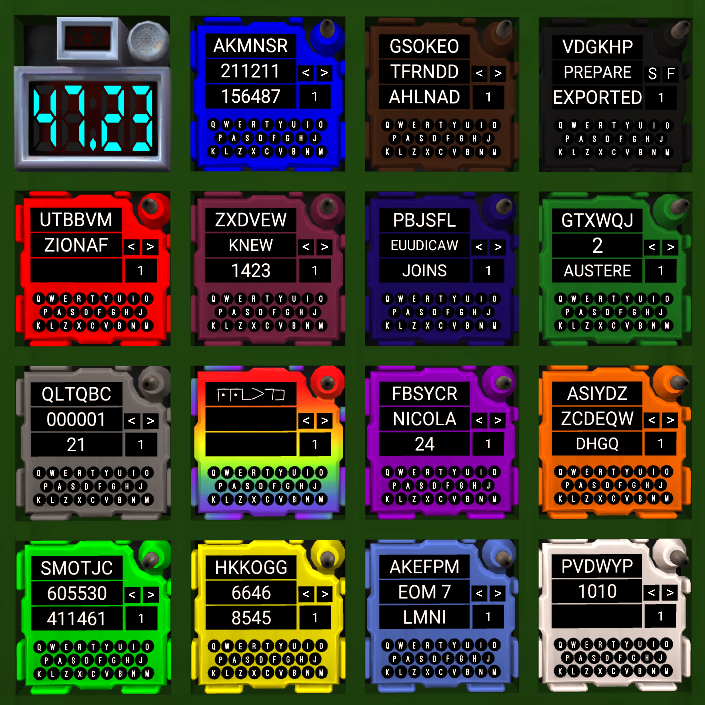 47.23
AKMNSR
211211
< >
156487
1
QWERTYUIO
PASDFGHJ
KLZXCVBNM
GSOKEO
TFRNDD
< >
AHLNAD
1
QWERTYUIO
PASDFGHJ
KLZXCVBNM
VDGKHP
PREPARE
S F
EXPORTED
1
QWERTYUIO
PASDFGHJ
KLZXCVBNM
UTBBVM
ZIONAF
< >
1
QWERTYUIO
PASDFGHJ
KLZXCVBNM
ZXDVEW
KNEW
< >
1423
1
QWERTYUIO
PASDFGHJ
KLZXCVBNM
PBJSFL
EUUDICAW
< >
JOINS
1
QWERTYUIO
PASDFGHJ
KLZXCVBNM
GTXWQJ
2
< >
AUSTERE
1
QWERTYUIO
PASDFGHJ
KLZXCVBNM
QLTQBC
000001
< >
21
1
QWERTYUIO
PASDFGHJ
KLZXCVBNM
< >
1
QWERTYUIO
PASDFGHJ
KLZXCVBNM
FBSYCR
NICOLA
< >
24
1
QWERTYUIO
PASDFGHJ
KLZXCVBNM
ASIYDZ
ZCDEQW
< >
DHGQ
1
QWERTYUIO
PASDFGHJ
KLZXCVBNM
SMOTJC
605530
< >
411461
1
QWERTYUIO
PASDFGHJ
KLZXCVBNM
HKKOGG
6646
< >
8545
1
QWERTYUIO
PASDFGHJ
KLZXCVBNM
AKEFPM
EOM 7
< >
LMNI
1
QWERTYUIO
PASDFGHJ
KLZXCVBNM
PVDWYP
1010
< >
1
QWERTYUIO
PASDFGHJ
KLZXCVBNM